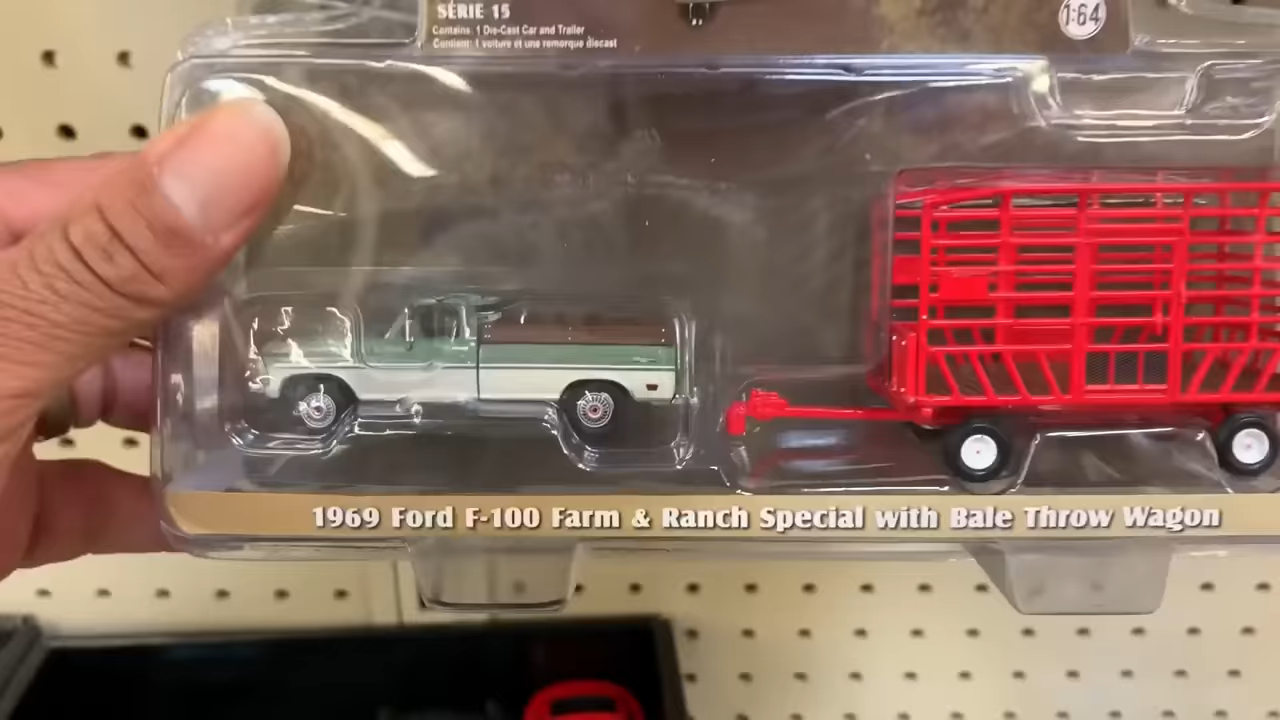 SÉRIE 15
1:64
Contains: 1 Die-Cast Car and Trailer
Contient: 1 voiture et une remorque diecast
1969 Ford F-100 Farm & Ranch Special with Bale Throw Wagon